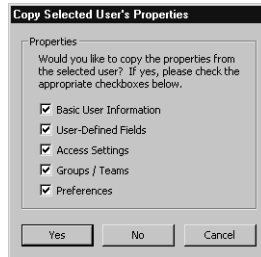 Copy Selected User's Properties
Properties
Would you like to copy the properties from
the selected user? If yes, please check the
appropriate checkboxes below.
Basic User Information
User-Defined Fields
Access Settings
Groups / Teams
Preferences
Yes No Cancel